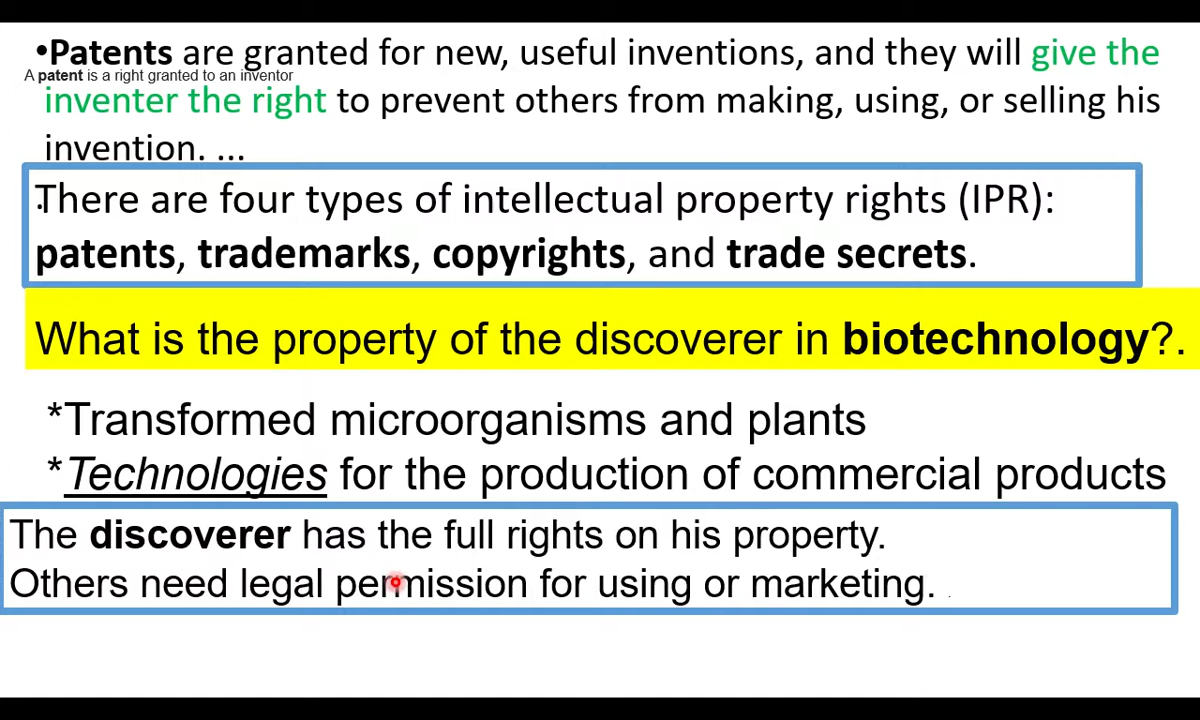 •Patents are granted for new, useful inventions, and they will give the
A patent is a right granted to an inventor
inventer the right to prevent others from making, using, or selling his
invention. ...
There are four types of intellectual property rights (IPR):
patents, trademarks, copyrights, and trade secrets.
What is the property of the discoverer in biotechnology?.
*Transformed microorganisms and plants
*Technologies for the production of commercial products
The discoverer has the full rights on his property.
Others need legal permission for using or marketing. .